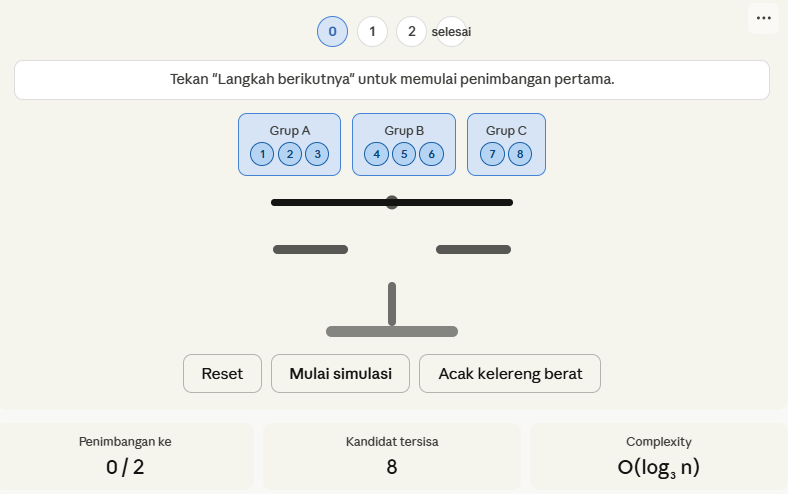 0 1 2 selesai
Tekan "Langkah berikutnya" untuk memulai penimbangan pertama.
Grup A Grup B Grup C
1 2 3 4 5 6 7 8
Reset Mulai simulasi Acak kelereng berat
Penimbangan ke Kandidat tersisa Complexity
0 / 2 8 O(log₃ n)